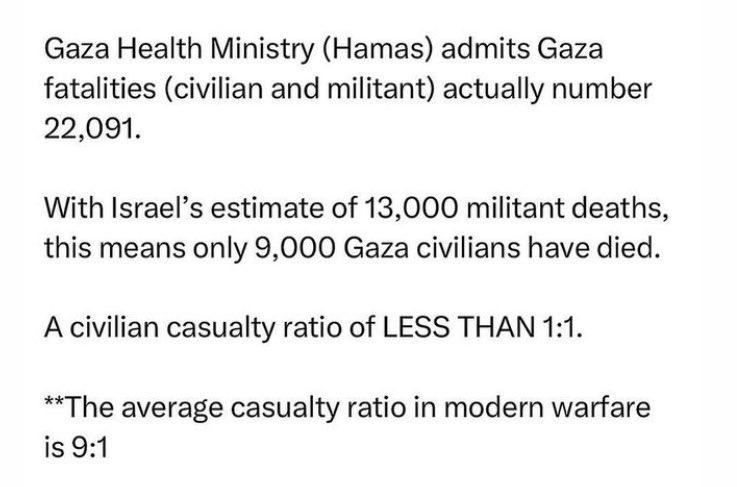 Gaza Health Ministry (Hamas) admits Gaza
fatalities (civilian and militant) actually number
22,091.
With Israel's estimate of 13,000 militant deaths,
this means only 9,000 Gaza civilians have died.
A civilian casualty ratio of LESS THAN 1:1.
**The average casualty ratio in modern warfare
is 9:1